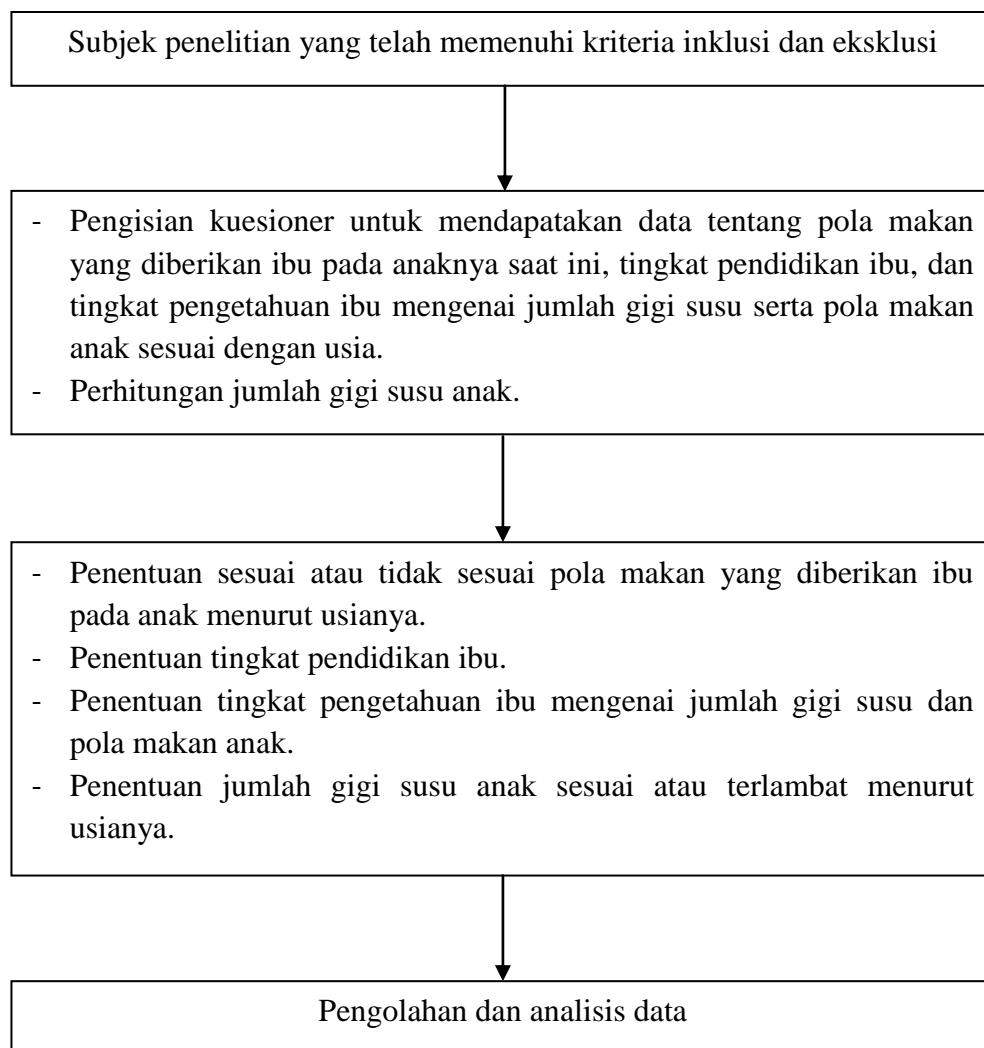 Subjek penelitian yang telah memenuhi kriteria inklusi dan eksklusi
- Pengisian kuesioner untuk mendapatakan data tentang pola makan
yang diberikan ibu pada anaknya saat ini, tingkat pendidikan ibu, dan
tingkat pengetahuan ibu mengenai jumlah gigi susu serta pola makan
anak sesuai dengan usia.
- Perhitungan jumlah gigi susu anak.
- Penentuan sesuai atau tidak sesuai pola makan yang diberikan ibu
pada anak menurut usianya.
- Penentuan tingkat pendidikan ibu.
- Penentuan tingkat pengetahuan ibu mengenai jumlah gigi susu dan
pola makan anak.
- Penentuan jumlah gigi susu anak sesuai atau terlambat menurut
usianya.
Pengolahan dan analisis data